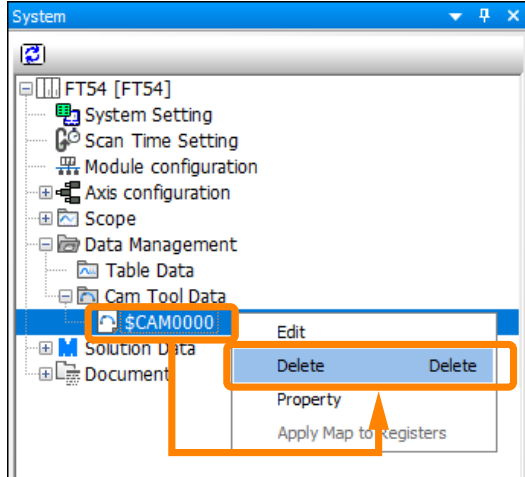 System
FT54 [FT54]
System Setting
Scan Time Setting
Module configuration
Axis configuration
Scope
Data Management
Table Data
Cam Tool Data
$CAM0000
Edit
Solution Data
Delete Delete
Document
Property
Apply Map to Registers